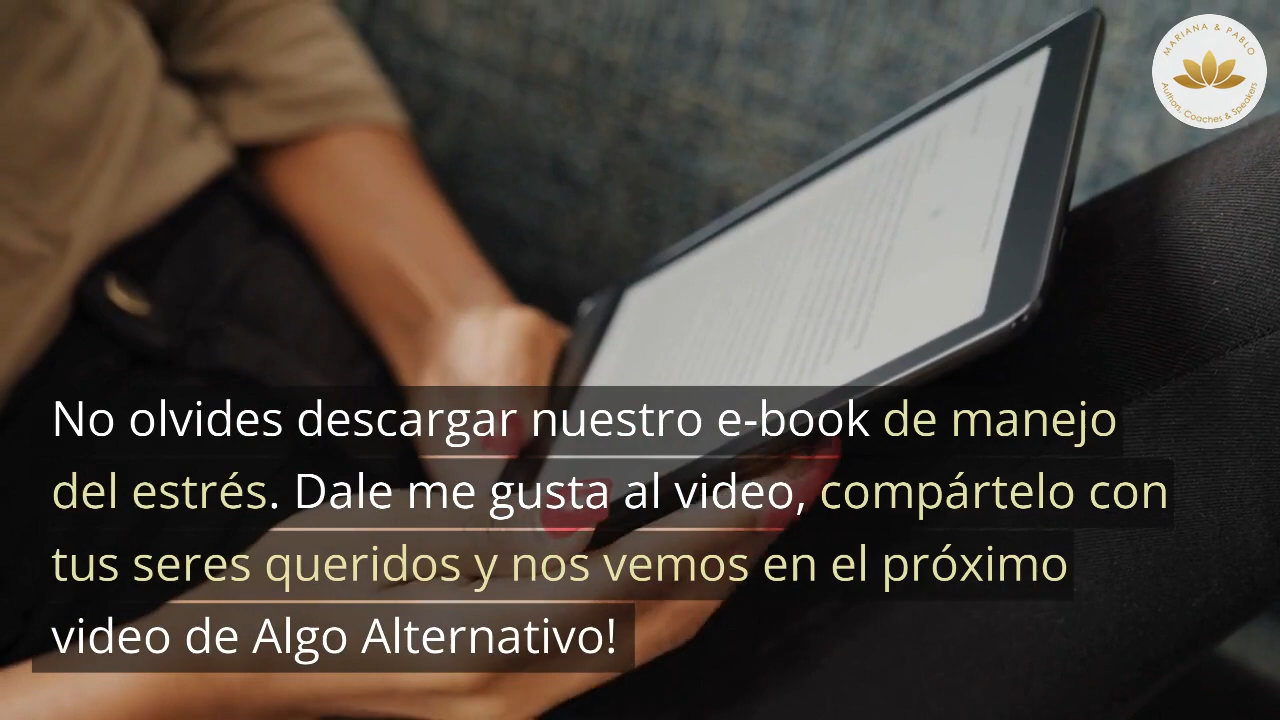 MARIANA & PABLO
Authors, Coaches & Speakers
No olvides descargar nuestro e-book de manejo
del estrés. Dale me gusta al video, compártelo con
tus seres queridos y nos vemos en el próximo
video de Algo Alternativo!